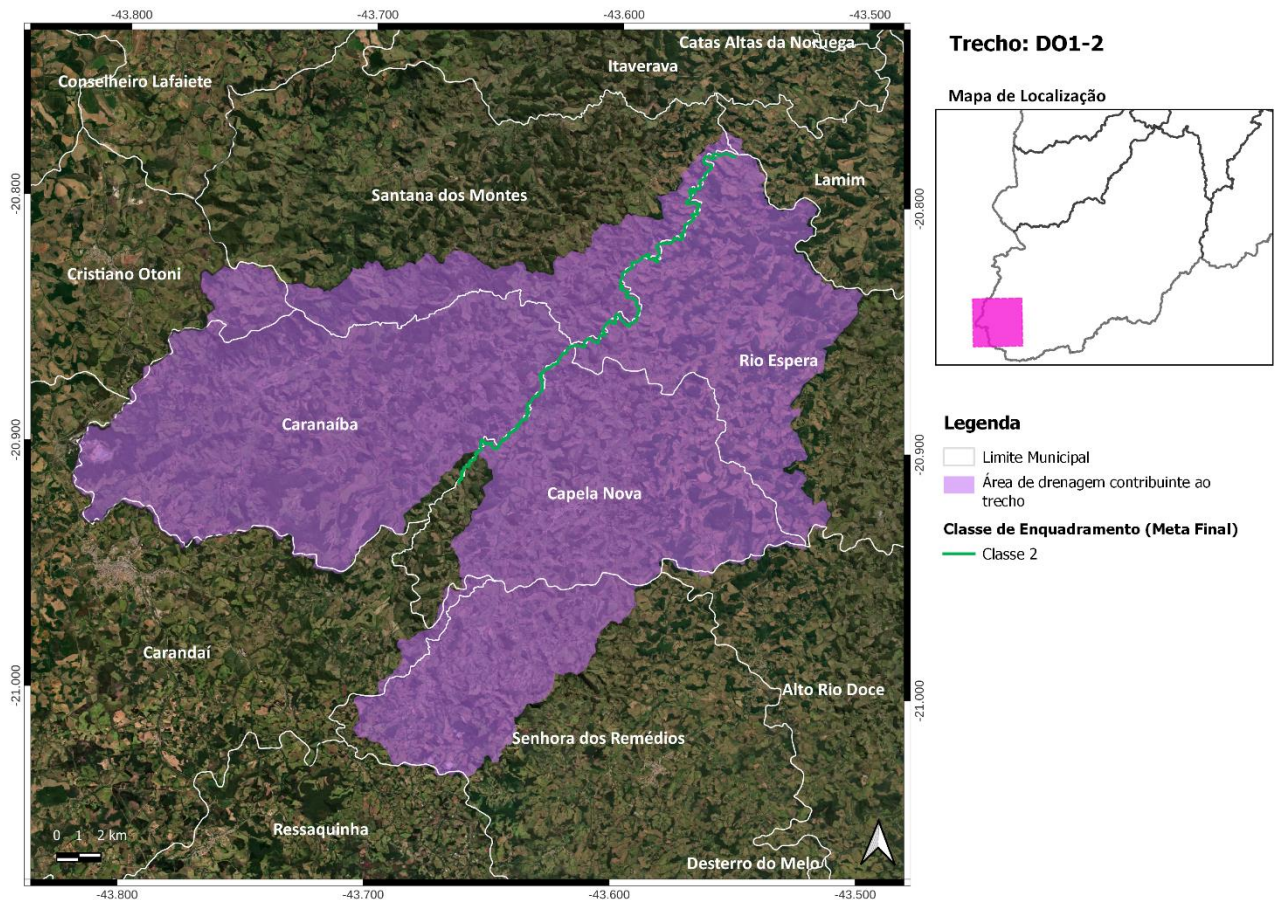 -43.800
-43.700
-43.600
-43.500
Catas Altas da Noruega
Itaverava
Conselheiro Lafaiete
Santana dos Montes
Lamim
-20.800
-20.800
Cristiano Otoni
Rio Espera
Caranaíba
-20.900
-20.900
Capela Nova
Carandaí
-21.000
-21.000
Alto Rio Doce
Senhora dos Remédios
Ressaquinha
0 1 2 km
Desterro do Melo
-43.800
-43.700
-43.600
-43.500
Trecho: DO1-2
Mapa de Localização
Legenda
Limite Municipal
Área de drenagem contribuinte ao
trecho
Classe de Enquadramento (Meta Final)
Classe 2